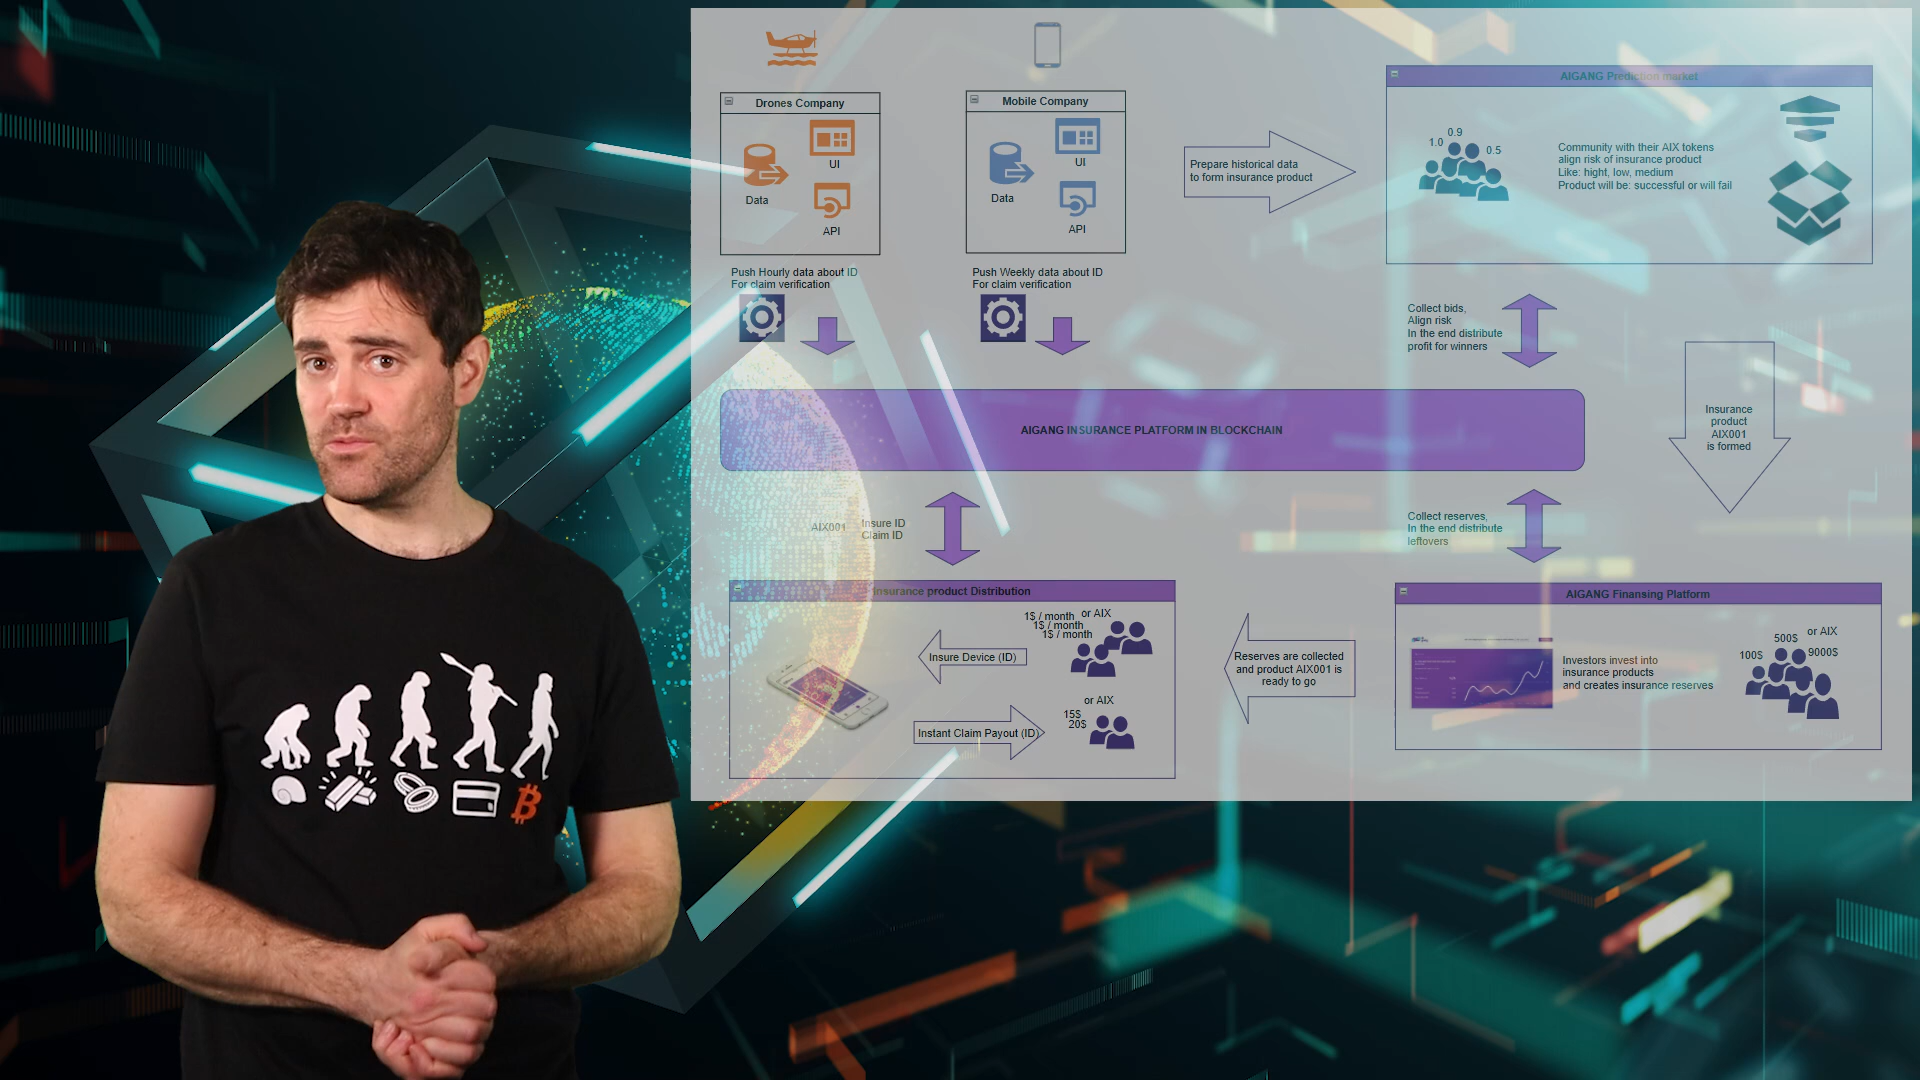 Drones Company
UI
Data
API
Push Hourly data about ID
For claim verification
Mobile Company
UI
Data
API
Push Weekly data about ID
For claim verification
Prepare historical data
to form insurance product
AIGANG Prediction market
0.9
1.0
0.5
Community with their AIX tokens
align risk of insurance product
Like: hight, low, medium
Product will be: successful or will fail
Collect bids,
Align risk
In the end distribute
profit for winners
Insurance
product
AIX001
is formed
AIGANG INSURANCE PLATFORM IN BLOCKCHAIN
AIX001
Insure ID
Claim ID
Collect reserves,
In the end distribute
leftovers
Insurance product Distribution
1$ / month
or AIX
1$ / month
1$ / month
Insure Device (ID)
or AIX
15$
20$
Instant Claim Payout (ID)
Reserves are collected
and product AIX001 is
ready to go
AIGANG Finansing Platform
or AIX
500$
100$
9000$
Investors invest into
insurance products
and creates insurance reserves